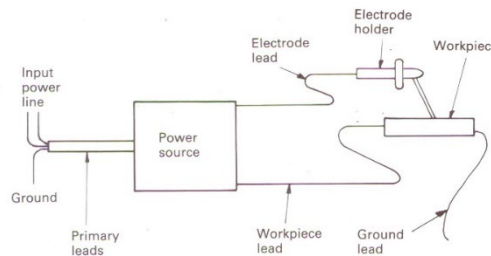 Electrode
holder
Electrode
lead
Workpiec
Input
power
line
Power
source
Ground
Primary
leads
Workpiece
lead
Ground
lead